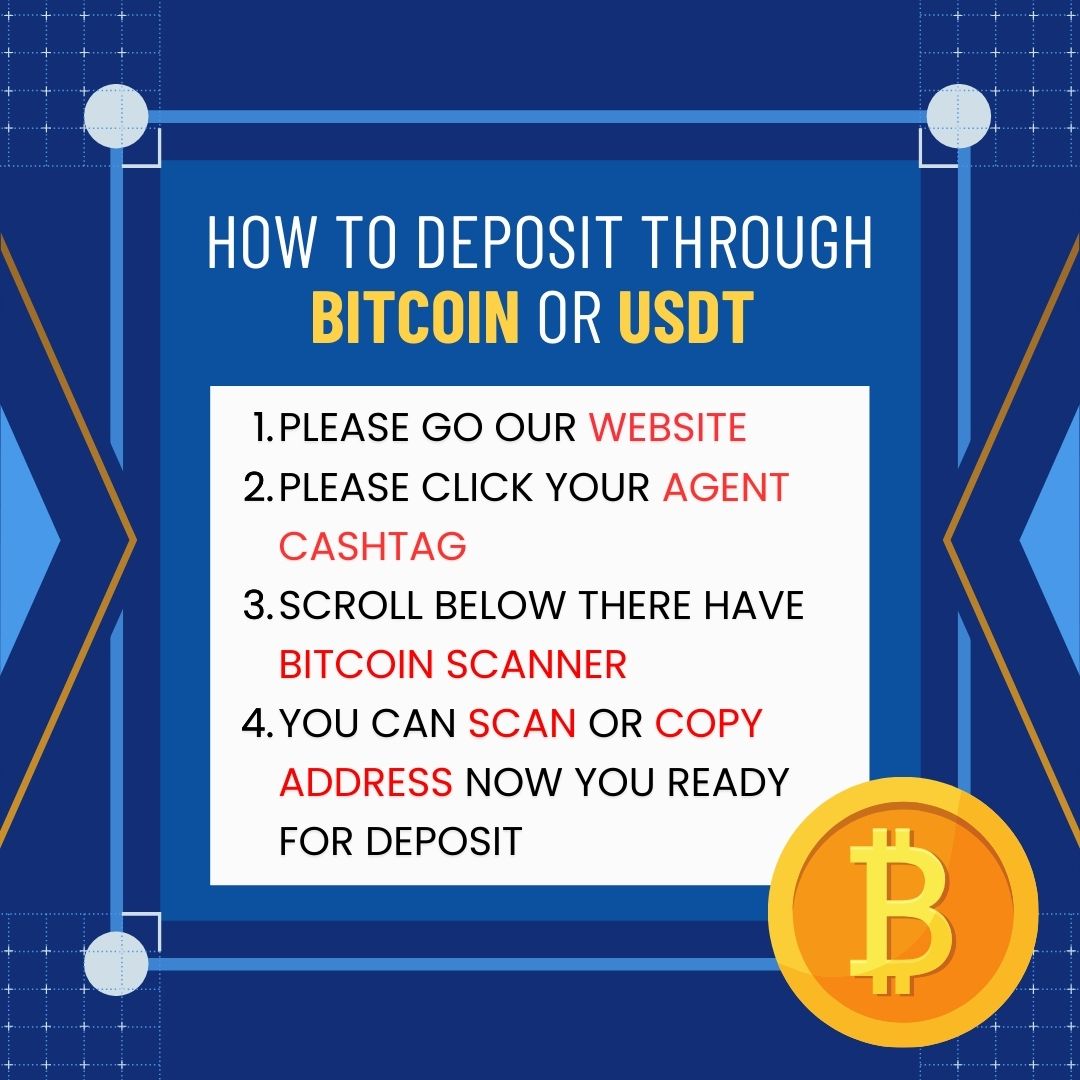 HOW TO DEPOSIT THROUGH
BITCOIN OR USDT
1. PLEASE GO OUR WEBSITE
2. PLEASE CLICK YOUR AGENT
CASHTAG
3. SCROLL BELOW THERE HAVE
BITCOIN SCANNER
4. YOU CAN SCAN OR COPY
ADDRESS NOW YOU READY
FOR DEPOSIT